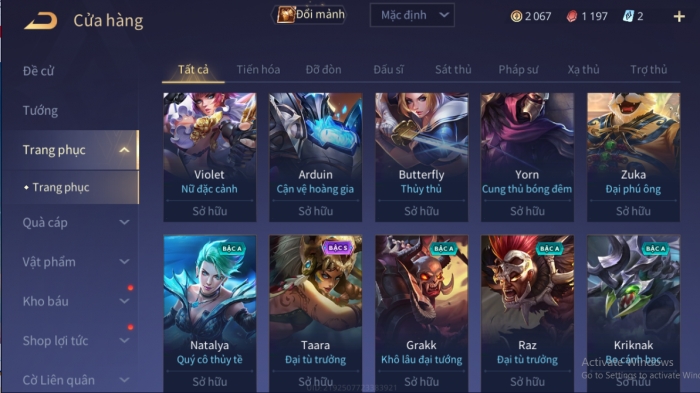 Cửa hàng
Đổi mảnh
Mặc định
2 067
1 197
2
Đề cử
Tướng
Trang phục
Trang phục
Quà cáp
Vật phẩm
Kho báu
Shop lợi tức
Cờ Liên quân
Tất cả
Tiến hóa
Đỡ đòn
Đấu sĩ
Sát thủ
Pháp sư
Xạ thủ
Trợ thủ
Violet
Nữ đặc cảnh
Sở hữu
Arduin
Cận vệ hoàng gia
Sở hữu
Butterfly
Thủy thủ
Sở hữu
Yorn
Cung thủ bóng đêm
Sở hữu
Zuka
Đại phú ông
Sở hữu
BẬC A
Natalya
Quý cô thủy tề
Sở hữu
BẬC S
Taara
Đại tù trưởng
Sở hữu
BẬC A
Grakk
Khô lâu đại tướng
Sở hữu
BẬC A
Raz
Đại tù trưởng
Sở hữu
BẬC A
Kriknak
Bọ cánh bạc
Sở hữu
Activate Windows
Go to Settings to activate Win